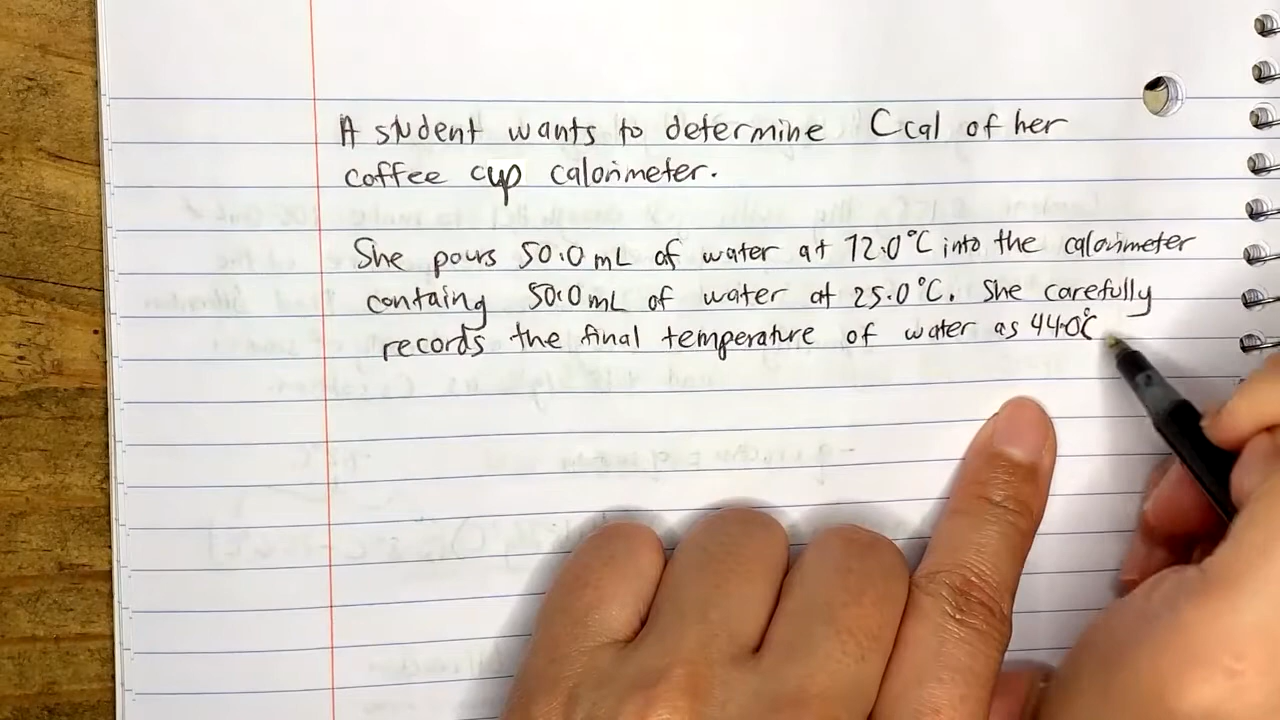 A student wants to determine Ccal of her
coffee cup calorimeter.
She pours 50.0 mL of water at 72.0°C into the calorimeter
containg 50.0 mL of water at 25.0°C. She carefully
records the final temperature of water as 44.0°C